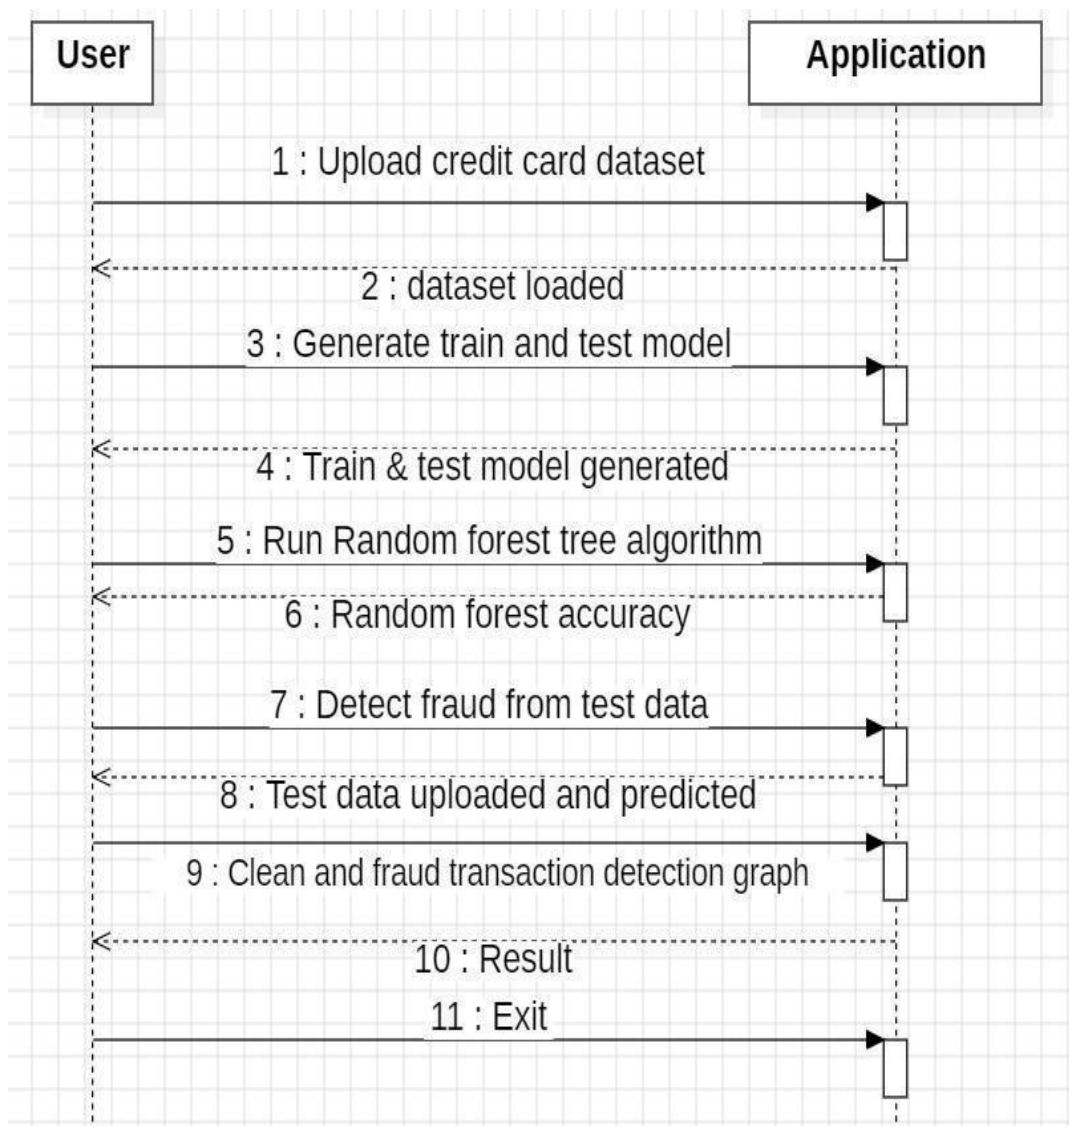 User
Application
1 : Upload credit card dataset
2 : dataset loaded
3 : Generate train and test model
4 : Train & test model generated
5 : Run Random forest tree algorithm
6 : Random forest accuracy
7 : Detect fraud from test data
8 : Test data uploaded and predicted
9 : Clean and fraud transaction detection graph
10 : Result
11 : Exit